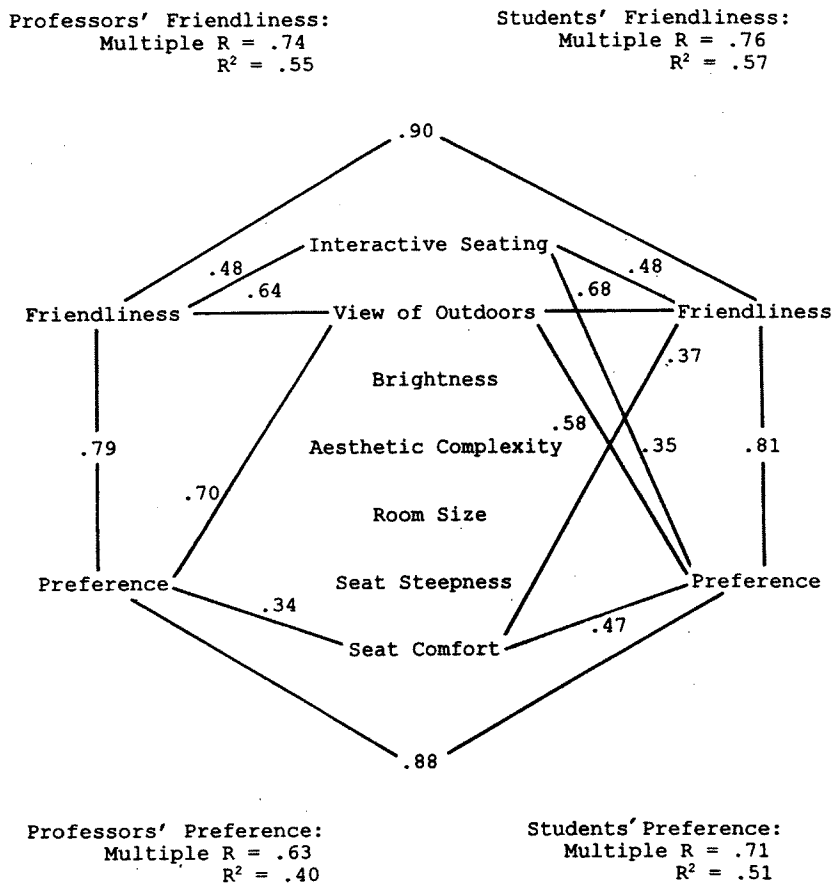 Professors' Friendliness:
Multiple R = .74
R² = .55
Students' Friendliness:
Multiple R = .76
R² = .57
.90
Interactive Seating
.48
.48
.64
.68
Friendliness
View of Outdoors
Friendliness
.37
Brightness
.58
.79
Aesthetic Complexity
.35
.81
.70
Room Size
Preference
Seat Steepness
Preference
.34
.47
Seat Comfort
.88
Professors' Preference:
Multiple R = .63
R² = .40
Students' Preference:
Multiple R = .71
R² = .51